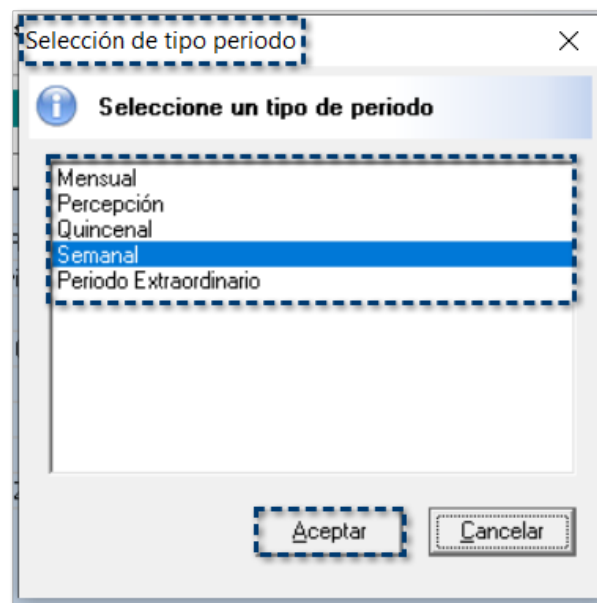 Selección de tipo periodo
Seleccione un tipo de periodo
Mensual
Percepción
Quincenal
Semanal
Periodo Extraordinario
Aceptar
Cancelar